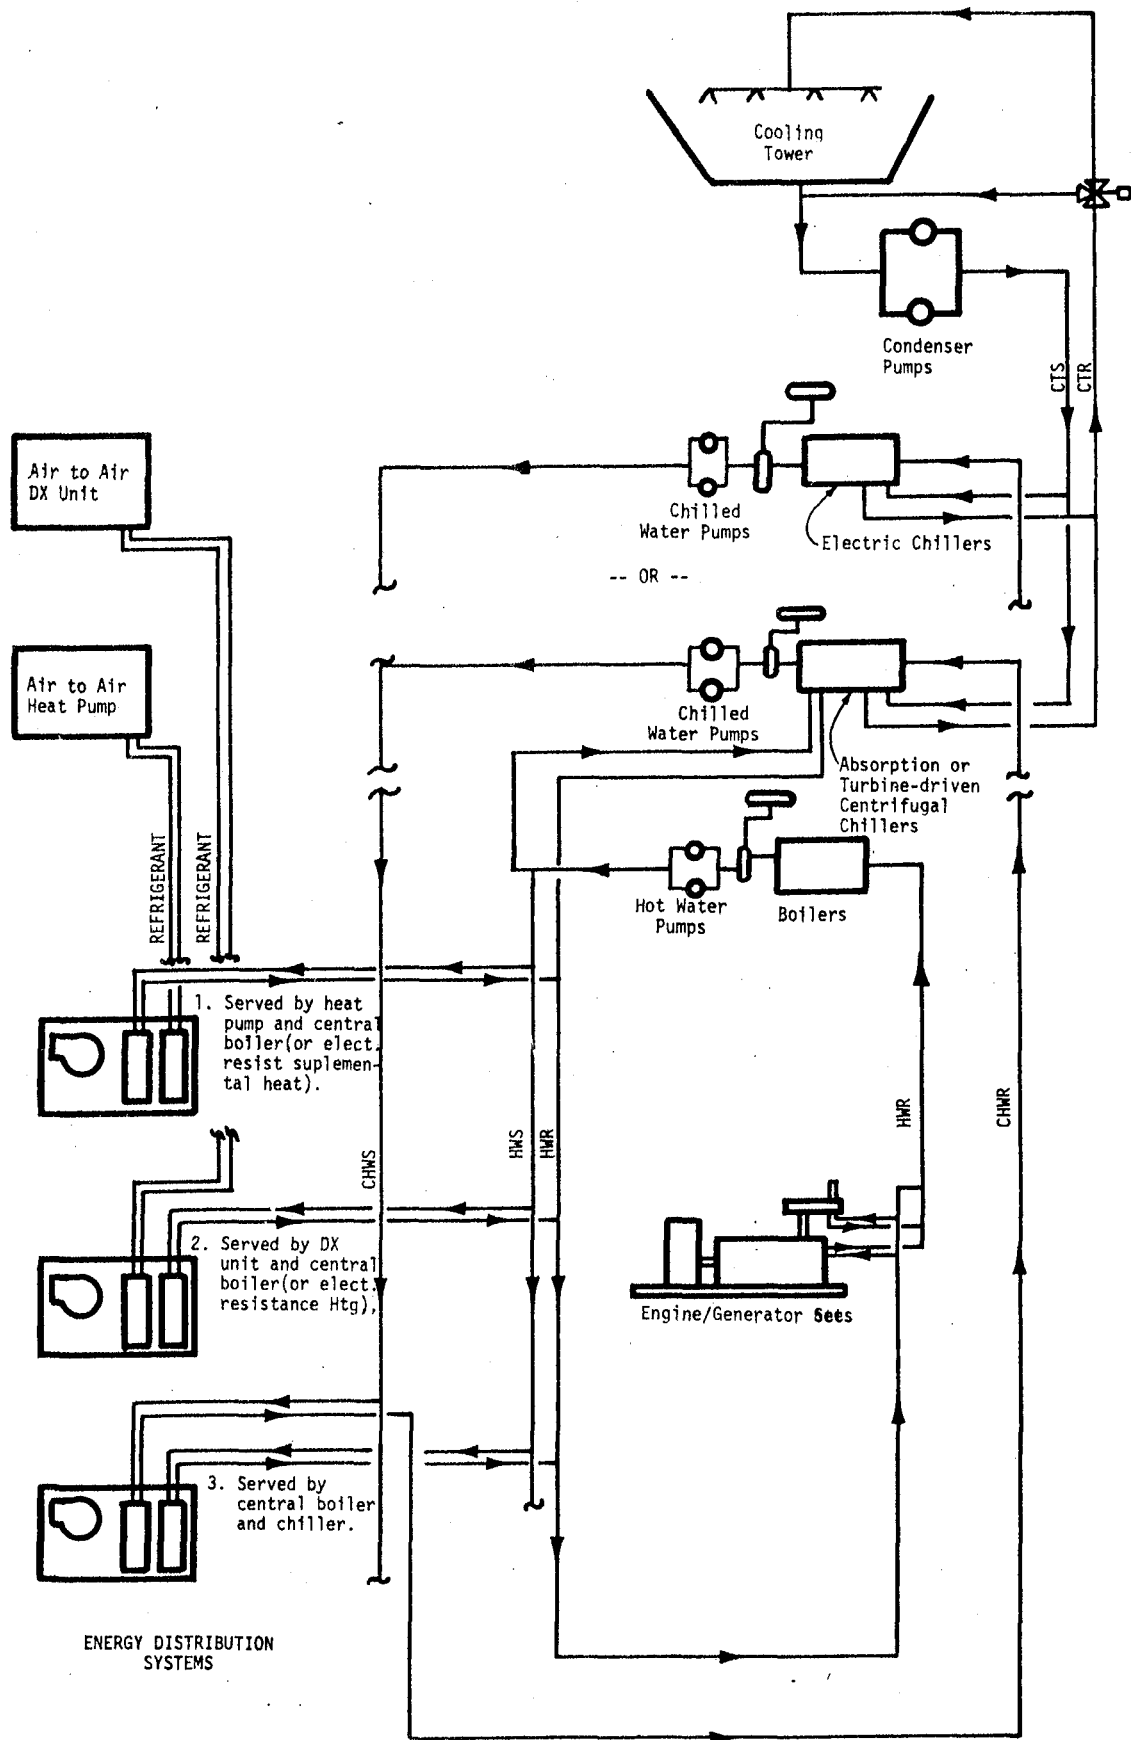 Cooling
Tower
Condenser
Pumps
CTS
CTR
Air to Air
DX Unit
Chilled
Water Pumps
Electric Chillers
-- OR --
Air to Air
Heat Pump
Chilled
Water Pumps
Absorption or
Turbine-driven
Centrifugal
Chillers
REFRIGERANT
REFRIGERANT
Hot Water
Pumps
Boilers
1. Served by heat
pump and central
boiler(or elect.
resist suplemen-
tal heat).
CHWS
HWS
HWR
HWR
CHWR
2. Served by DX
unit and central
boiler(or elect.
resistance Htg),
Engine/Generator Sets
3. Served by
central boiler
and chiller.
ENERGY DISTRIBUTION
SYSTEMS